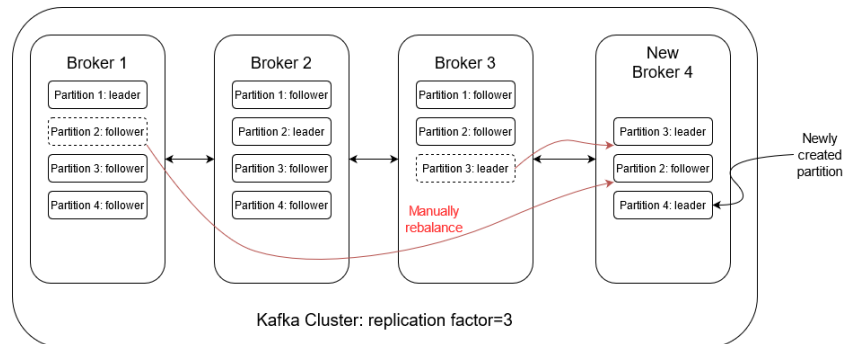 Broker 1
Partition 1: leader
Partition 2: follower
Partition 3: follower
Partition 4: follower
Broker 2
Partition 1: follower
Partition 2: leader
Partition 3: follower
Partition 4: follower
Broker 3
Partition 1: follower
Partition 2: follower
Partition 3: leader
New
Broker 4
Partition 3: leader
Partition 2: follower
Partition 4: leader
Newly
created
partition
Manually
rebalance
Kafka Cluster: replication factor=3